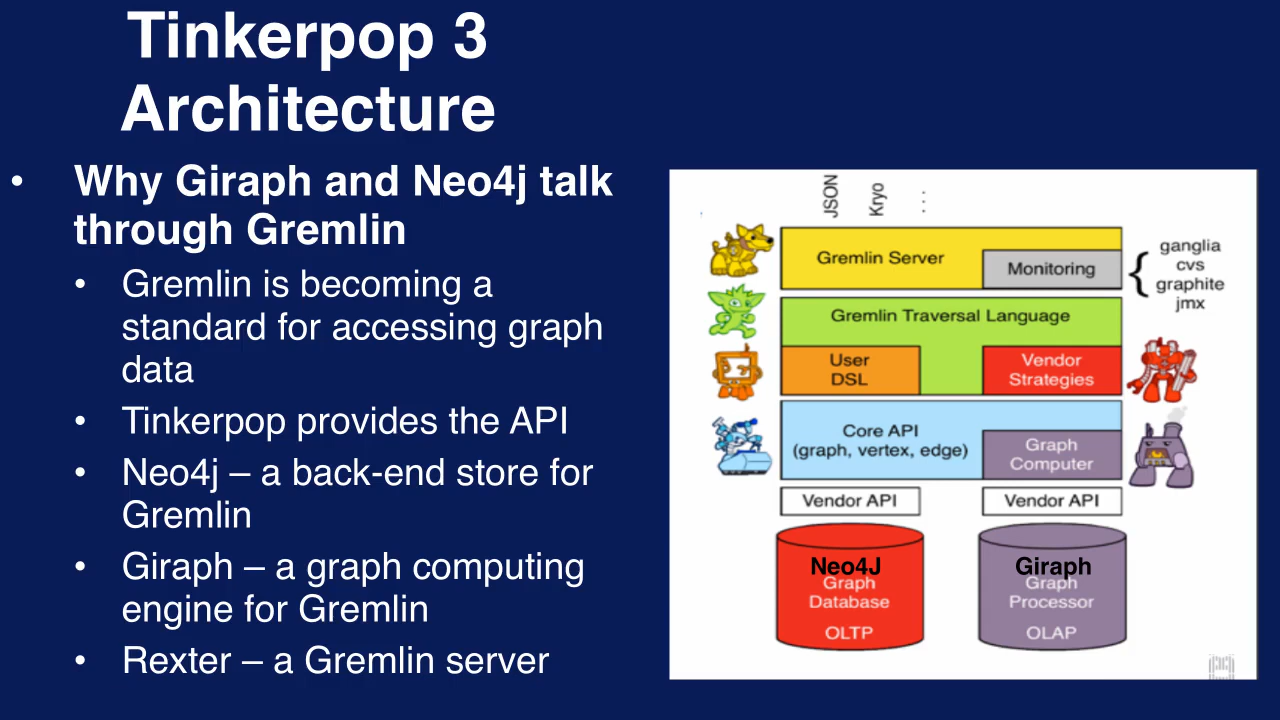 Tinkerpop 3
Architecture
• Why Giraph and Neo4j talk
through Gremlin
• Gremlin is becoming a
standard for accessing graph
data
• Tinkerpop provides the API
• Neo4j – a back-end store for
Gremlin
• Giraph – a graph computing
engine for Gremlin
• Rexter – a Gremlin server
JSON
Kryo
...
Gremlin Server
Monitoring
{
ganglia
cvs
graphite
jmx
Gremlin Traversal Language
User
DSL
Vendor
Strategies
Core API
(graph, vertex, edge)
Graph
Computer
Vendor API
Vendor API
Neo4J
Graph
Database
OLTP
Giraph
Graph
Processor
OLAP